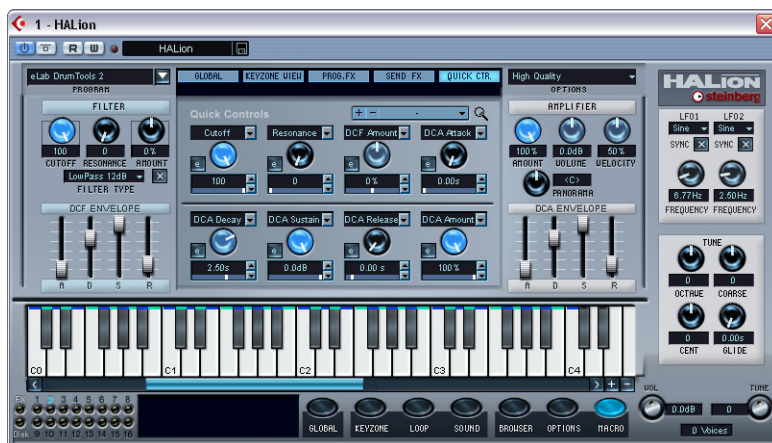 1 - HALion
R W HALion
eLab DrumTools 2
PROGRAM
GLOBAL KEYZONE VIEW PROG.FX SEND FX QUICK CTR.
High Quality
OPTIONS
HALion
steinberg
FILTER
100 0 0%
CUTOFF RESONANCE AMOUNT
LowPass 12dB
FILTER TYPE
DCF ENVELOPE
A D S R
Quick Controls
+ - -
Cutoff Resonance DCF Amount DCA Attack
e e e e
100 0 0% 0.00s
DCA Decay DCA Sustain DCA Release DCA Amount
e e e e
2.50s 0.0dB 0.00 s 100%
AMPLIFIER
100% 0.0dB 50%
AMOUNT VOLUME VELOCITY
<C>
PANORAMA
DCA ENVELOPE
A D S R
LFO1 LFO2
Sine Sine
SYNC SYNC
6.77Hz 2.50Hz
FREQUENCY FREQUENCY
TUNE
0 0
OCTAVE COARSE
0 0.00s
CENT GLIDE
C0 C1 C2 C3 C4
+ -
FX 1 2 3 4 5 6 7 8
Disk 9 10 11 12 13 14 15 16
GLOBAL KEYZONE LOOP SOUND BROWSER OPTIONS MACRO
VOL 0.0dB 0 TUNE
0 Voices